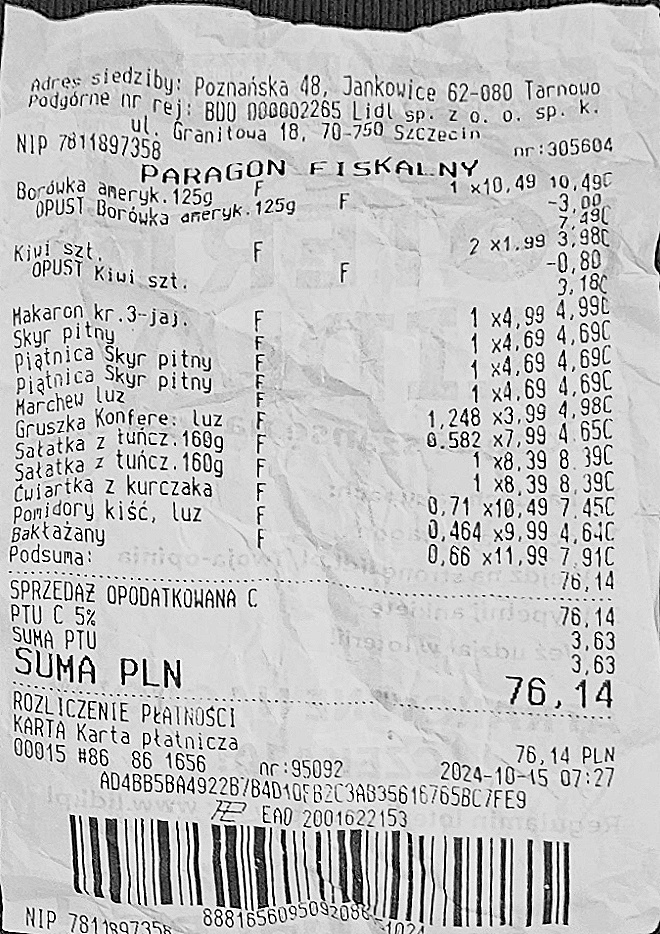 Adres siedziby: Poznańska 48, Jankowice 62-080 Tarnowo
Podgórne nr rej: BDO 000002265 Lidl sp. z o. o. sp. k.
ul. Granitowa 18, 70-750 Szczecin
NIP 7811897358 nr:305604
PARAGON FISKALNY
Borówka ameryk.125g F 1 x10,49 10,49C
OPUST Borówka ameryk.125g F -3,00
7,49C
Kiwi szt. F 2 x1.99 3,98C
OPUST Kiwi szt. F -0,80
3,18C
Makaron kr.3-jaj. F 1 x4,99 4,99C
Skyr pitny F 1 x4,69 4,69C
Piątnica Skyr pitny F 1 x4,69 4,69C
Piątnica Skyr pitny F 1 x4,69 4,69C
Marchew luz F 1,248 x3,99 4,98C
Gruszka Konfere. luz F 0.582 x7,99 4.65C
Sałatka z tuńcz.160g F 1 x8,39 8.39C
Sałatka z tuńcz.160g F 1 x8,39 8,39C
Ćwiartka z kurczaka F 0,71 x10,49 7.45C
Pomidory kiść, luz F 0,464 x9,99 4,64C
Bakłażany F 0,66 x11,99 7.91C
Podsuma: 76,14
SPRZEDAŻ OPODATKOWANA C 76,14
PTU C 5% 3,63
SUMA PTU 3,63
SUMA PLN 76,14
ROZLICZENIE PŁATNOŚCI
KARTA Karta płatnicza 76,14 PLN
00015 #86 86 1656 nr:95092 2024-10-15 07:27
AD4BB5BA4922B7B4D10FB2C3AB35616765BC7FE9
EAO 2001622153
NIP 7811897358